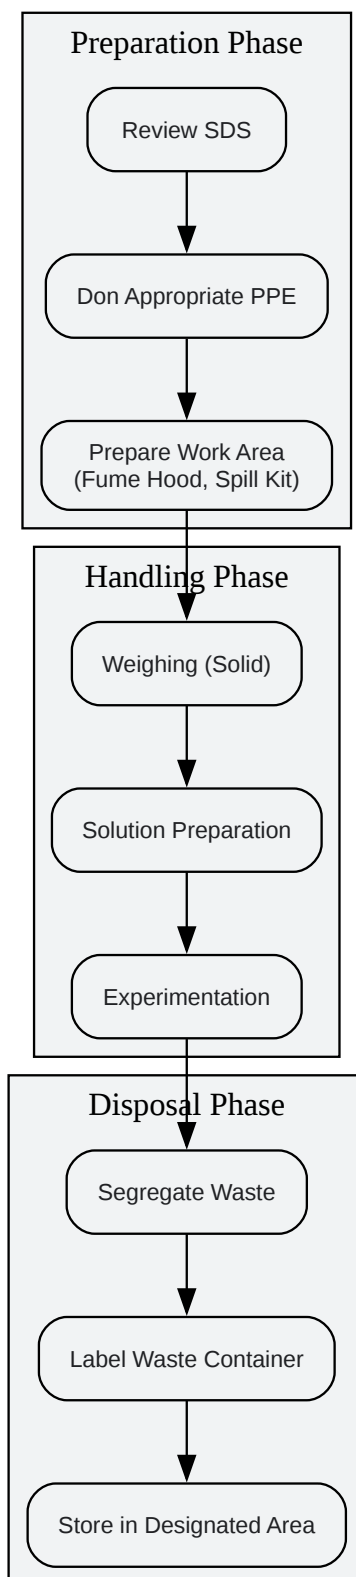 Preparation Phase
Review SDS
Don Appropriate PPE
Prepare Work Area
(Fume Hood, Spill Kit)
Handling Phase
Weighing (Solid)
Solution Preparation
Experimentation
Disposal Phase
Segregate Waste
Label Waste Container
Store in Designated Area